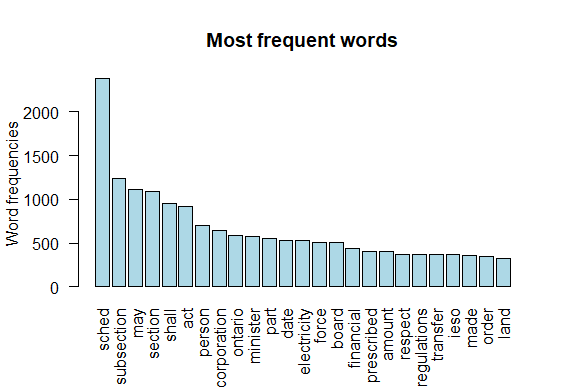 Most frequent words
Word frequencies
2000
1500
1000
500
0
sched
subsection
may
section
shall
act
person
corporation
ontario
minister
part
date
electricity
force
board
financial
prescribed
amount
respect
regulations
transfer
ieso
made
order
land